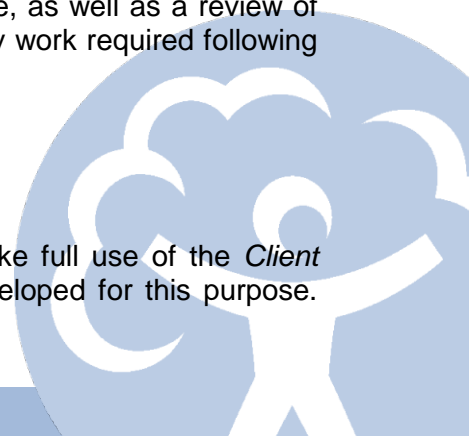 e, as well as a review of
work required following
ke full use of the Client
eloped for this purpose.